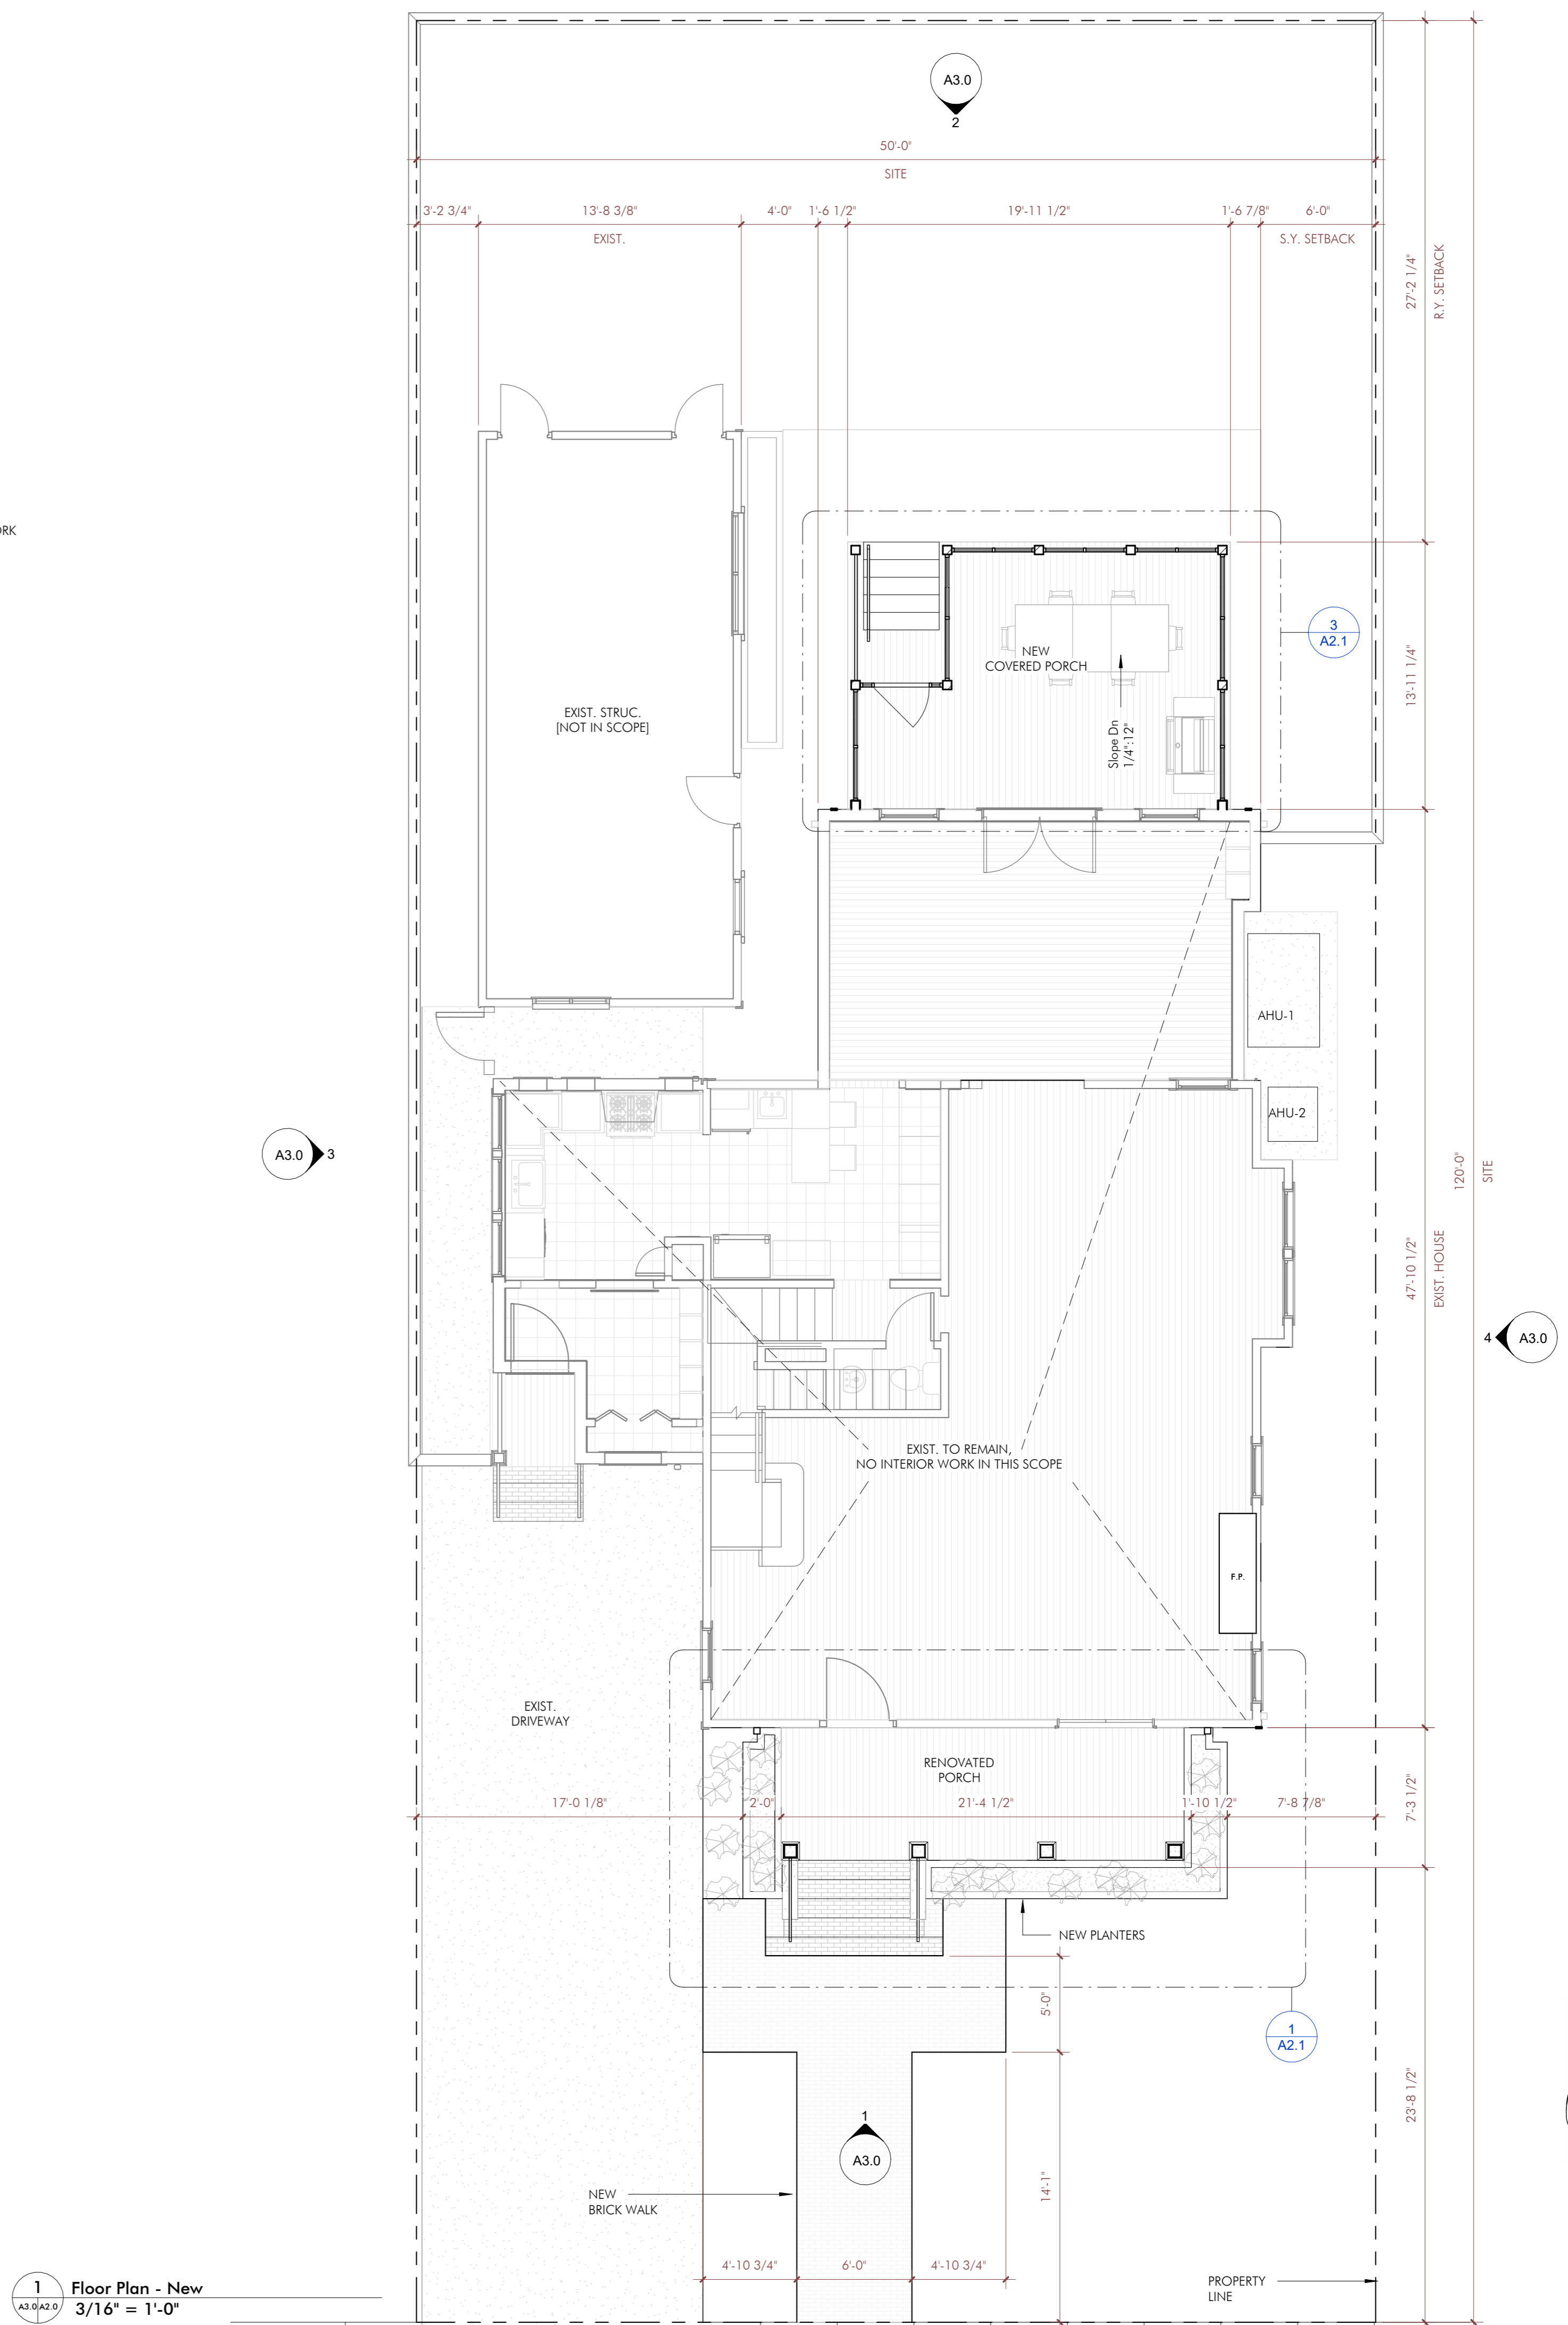 A3.0
2
50'-0"
SITE
3'-2 3/4"
13'-8 3/8"
4'-0"
1'-6 1/2"
19'-11 1/2"
1'-6 7/8"
6'-0"
EXIST.
S.Y. SETBACK
27'-2 1/4"
R.Y. SETBACK
ORK
3
A2.1
NEW
COVERED PORCH
13'-11 1/4"
EXIST. STRUC.
[NOT IN SCOPE]
Slope Dn
1/4":12"
AHU-1
AHU-2
A3.0
3
120'-0"
SITE
47'-10 1/2"
EXIST. HOUSE
4
A3.0
EXIST. TO REMAIN,
NO INTERIOR WORK IN THIS SCOPE
F.P.
EXIST.
DRIVEWAY
RENOVATED
PORCH
17'-0 1/8"
2'-0"
21'-4 1/2"
1'-10 1/2"
7'-8 7/8"
7'-3 1/2"
NEW PLANTERS
5'-0"
1
A2.1
23'-8 1/2"
1
A3.0
14'-1"
NEW
BRICK WALK
4'-10 3/4"
6'-0"
4'-10 3/4"
PROPERTY
LINE
1
A3.0
A2.0
Floor Plan - New
3/16" = 1'-0"